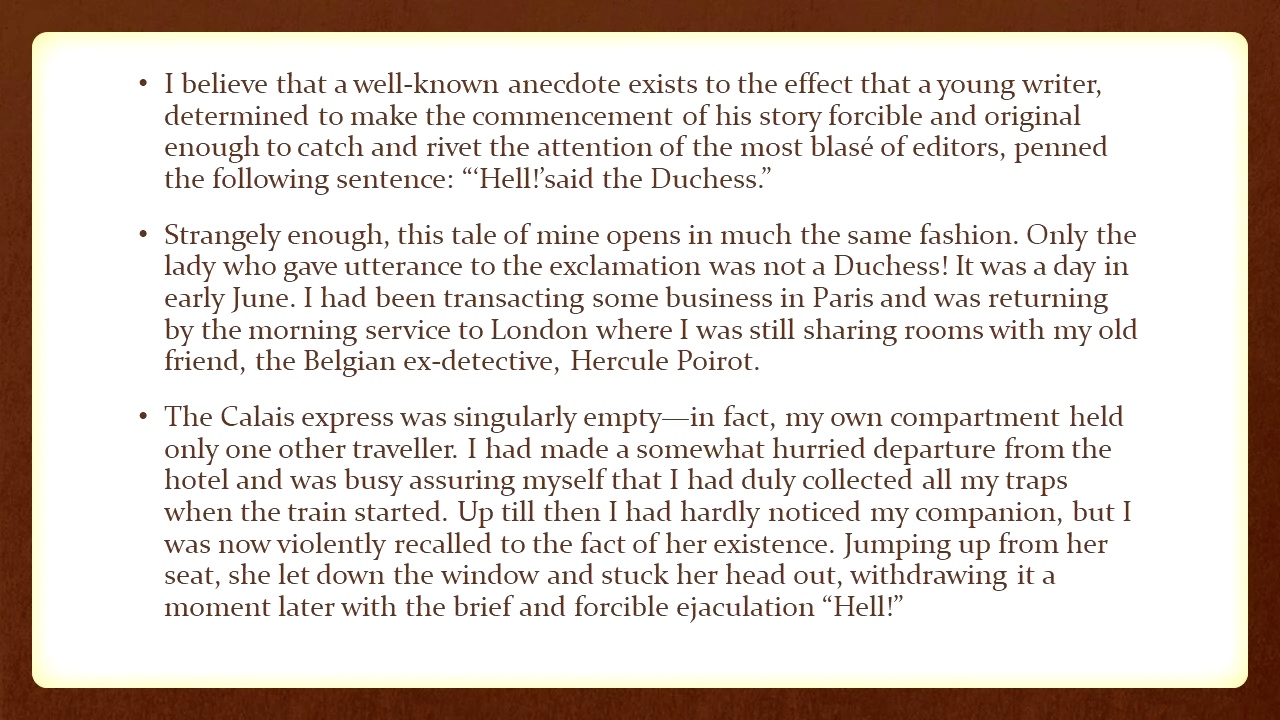 • I believe that a well-known anecdote exists to the effect that a young writer,
determined to make the commencement of his story forcible and original
enough to catch and rivet the attention of the most blasé of editors, penned
the following sentence: “‘Hell!’said the Duchess.”
• Strangely enough, this tale of mine opens in much the same fashion. Only the
lady who gave utterance to the exclamation was not a Duchess! It was a day in
early June. I had been transacting some business in Paris and was returning
by the morning service to London where I was still sharing rooms with my old
friend, the Belgian ex-detective, Hercule Poirot.
• The Calais express was singularly empty—in fact, my own compartment held
only one other traveller. I had made a somewhat hurried departure from the
hotel and was busy assuring myself that I had duly collected all my traps
when the train started. Up till then I had hardly noticed my companion, but I
was now violently recalled to the fact of her existence. Jumping up from her
seat, she let down the window and stuck her head out, withdrawing it a
moment later with the brief and forcible ejaculation “Hell!”